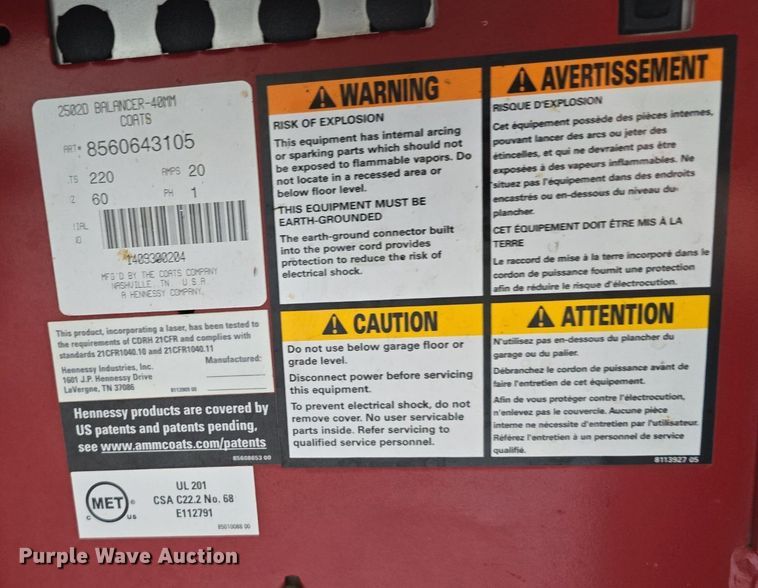 2502D BALANCER-40MM
COATS
PART# 8560643105
TS 220 AMPS 20
Z 60 PH 1
IAL
NO
1409300204
MFG'D BY THE COATS COMPANY
NASHVILLE, TN U.S.A
A HENNESSY COMPANY.
This product, incorporating a laser, has been tested to
the requirements of CDRH 21CFR and complies with
standards 21CFR1040.10 and 21CFR1040.11
Hennessy Industries, Inc. Manufactured:
1601 J.P. Hennessy Drive
LaVergne, TN 37086
Hennessy products are covered by
US patents and patents pending,
see www.ammcoats.com/patents
85608653 00
MET
C US
UL 201
CSA C22.2 No. 68
E112791
85610088 00
WARNING
RISK OF EXPLOSION
This equipment has internal arcing
or sparking parts which should not
be exposed to flammable vapors. Do
not locate in a recessed area or
below floor level.
THIS EQUIPMENT MUST BE
EARTH-GROUNDED
The earth-ground connector built
into the power cord provides
protection to reduce the risk of
electrical shock.
CAUTION
Do not use below garage floor or
grade level.
Disconnect power before servicing
this equipment.
To prevent electrical shock, do not
remove cover. No user servicable
parts inside. Refer servicing to
qualified service personnel.
AVERTISSEMENT
RISQUE D'EXPLOSION
Cet équipement possède des pièces internes,
pouvant lancer des arcs ou jeter des
étincelles, et qui ne devraient pas être
exposées à des vapeurs inflammables. Ne
situez pas l'équipement dans des endroits
encastrés ou en-dessous du niveau du-
plancher.
CET ÉQUIPEMENT DOIT ÊTRE MIS À LA
TERRE
Le raccord de mise à la terre incorporé dans le
cordon de puissance fournit une protection
afin de réduire le risque d'électrocution.
ATTENTION
N'utilisez pas en-dessous du plancher du
garage ou du palier.
Débranchez le cordon de puissance avant de
faire l'entretien de cet équipement.
Afin de vous protéger contre l'électrocution,
n'enlevez pas le couvercle. Aucune pièce
interne ne nécessite d'entretien par l'utilisateur.
Référez l'entretien à un personnel de service
qualifié.
8113927 05
Purple Wave Auction